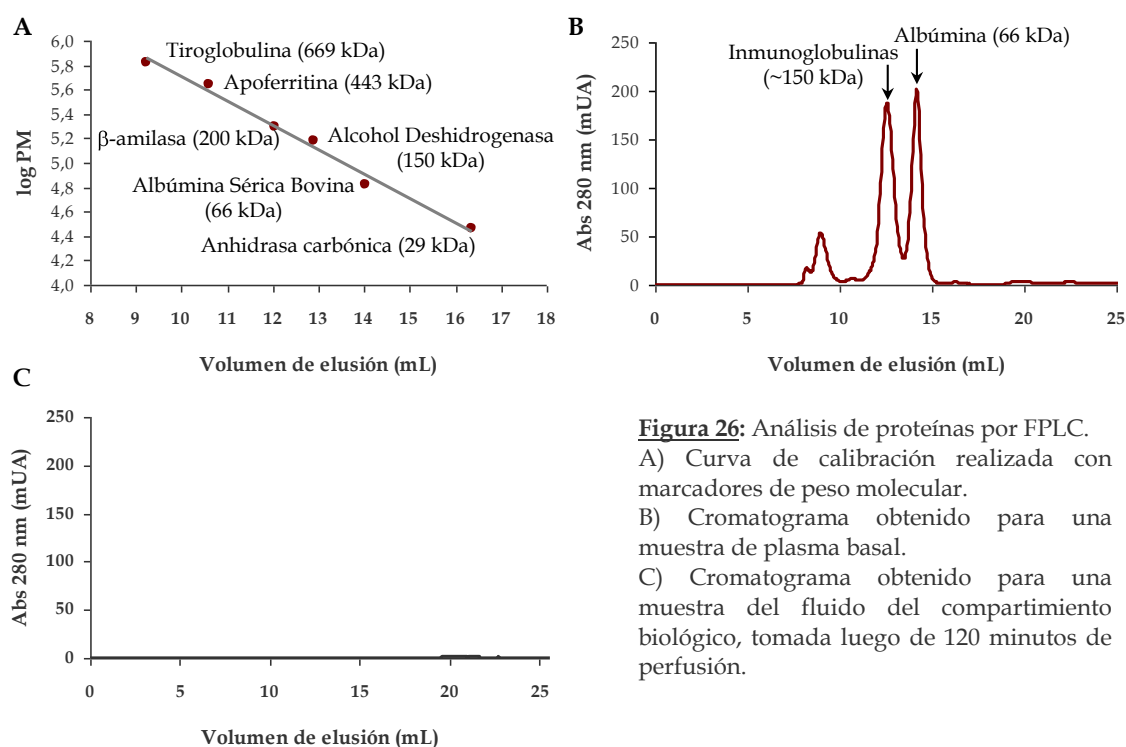 A
log PM
6,0
5,8
5,6
5,4
5,2
5,0
4,8
4,6
4,4
4,2
4,0
Tiroglobulina (669 kDa)
Apoferritina (443 kDa)
β-amilasa (200 kDa)
Alcohol Deshidrogenasa
(150 kDa)
Albúmina Sérica Bovina
(66 kDa)
Anhidrasa carbónica (29 kDa)
8 9 10 11 12 13 14 15 16 17 18
Volumen de elusión (mL)
B
Abs 280 nm (mUA)
250
200
150
100
50
0
Albúmina (66 kDa)
Inmunoglobulinas
(~150 kDa)
0 5 10 15 20 25
Volumen de elusión (mL)
C
Abs 280 nm (mUA)
250
200
150
100
50
0
0 5 10 15 20 25
Volumen de elusión (mL)
Figura 26: Análisis de proteínas por FPLC.
A) Curva de calibración realizada con
marcadores de peso molecular.
B) Cromatograma obtenido para una
muestra de plasma basal.
C) Cromatograma obtenido para una
muestra del fluido del compartimiento
biológico, tomada luego de 120 minutos de
perfusión.